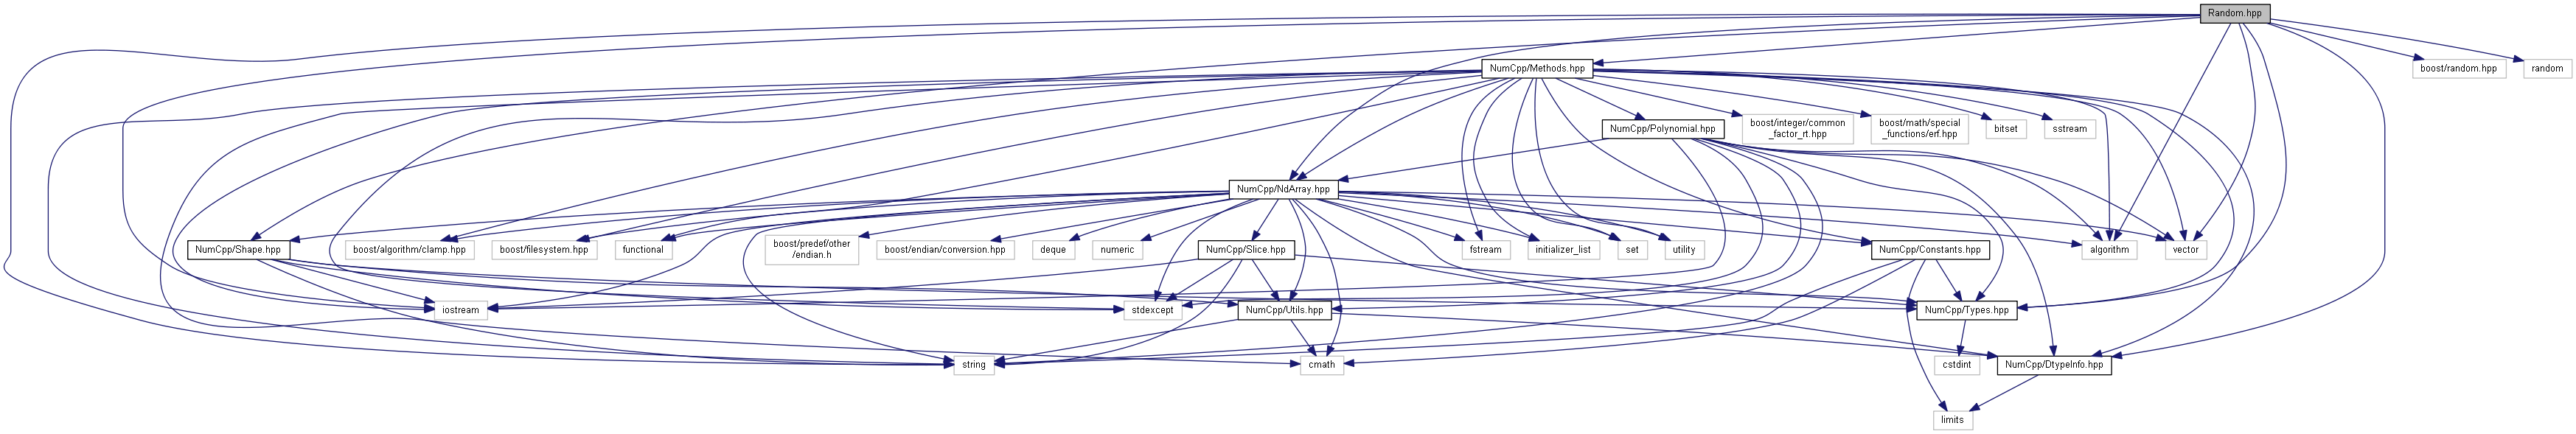 Random.hpp
NumCpp/Methods.hpp
boost/random.hpp
random
NumCpp/Polynomial.hpp
boost/integer/common
_factor_rt.hpp
boost/math/special
_functions/erf.hpp
bitset
sstream
NumCpp/NdArray.hpp
NumCpp/Shape.hpp
boost/algorithm/clamp.hpp
boost/filesystem.hpp
functional
boost/predef/other
/endian.h
boost/endian/conversion.hpp
deque
numeric
NumCpp/Slice.hpp
fstream
initializer_list
set
utility
NumCpp/Constants.hpp
algorithm
vector
iostream
stdexcept
NumCpp/Utils.hpp
NumCpp/Types.hpp
string
cmath
cstdint
NumCpp/DtypeInfo.hpp
limits